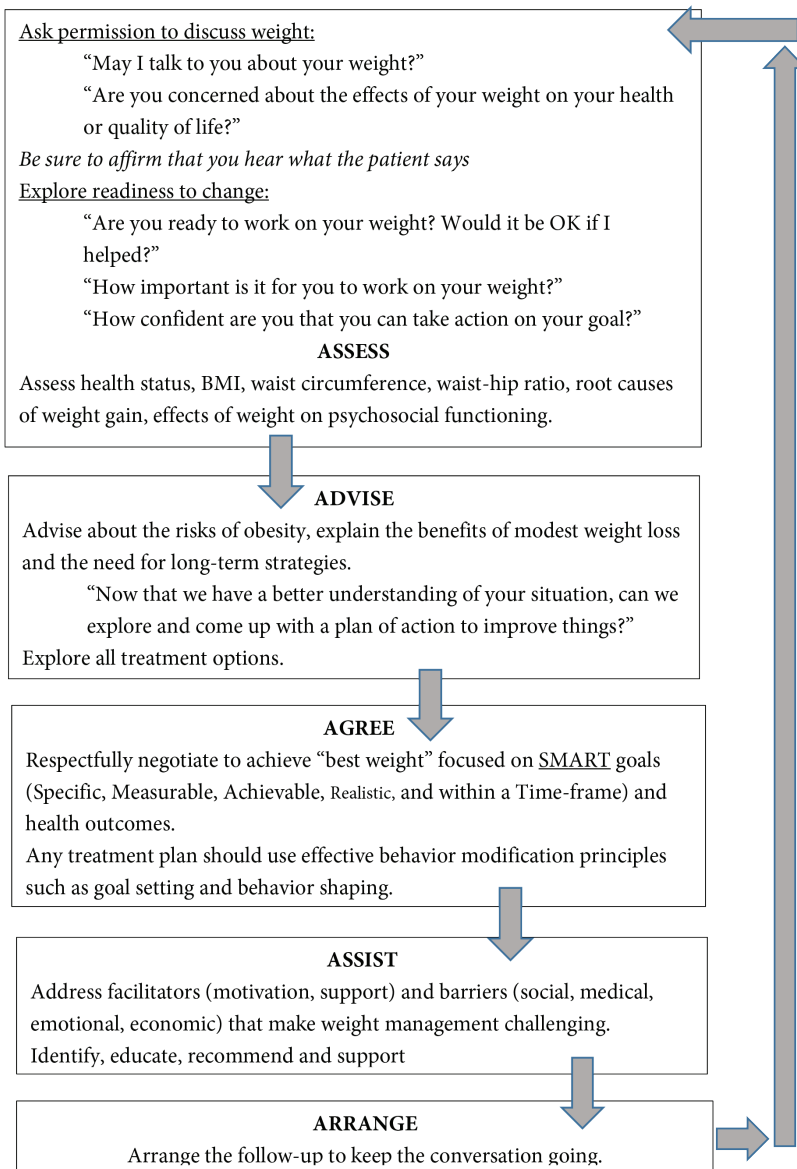 Ask permission to discuss weight:
“May I talk to you about your weight?”
“Are you concerned about the effects of your weight on your health
or quality of life?”
Be sure to affirm that you hear what the patient says
Explore readiness to change:
“Are you ready to work on your weight? Would it be OK if I
helped?”
“How important is it for you to work on your weight?”
“How confident are you that you can take action on your goal?”
ASSESS
Assess health status, BMI, waist circumference, waist-hip ratio, root causes
of weight gain, effects of weight on psychosocial functioning.
ADVISE
Advise about the risks of obesity, explain the benefits of modest weight loss
and the need for long-term strategies.
“Now that we have a better understanding of your situation, can we
explore and come up with a plan of action to improve things?”
Explore all treatment options.
AGREE
Respectfully negotiate to achieve “best weight” focused on SMART goals
(Specific, Measurable, Achievable, Realistic, and within a Time-frame) and
health outcomes.
Any treatment plan should use effective behavior modification principles
such as goal setting and behavior shaping.
ASSIST
Address facilitators (motivation, support) and barriers (social, medical,
emotional, economic) that make weight management challenging.
Identify, educate, recommend and support
ARRANGE
Arrange the follow-up to keep the conversation going.